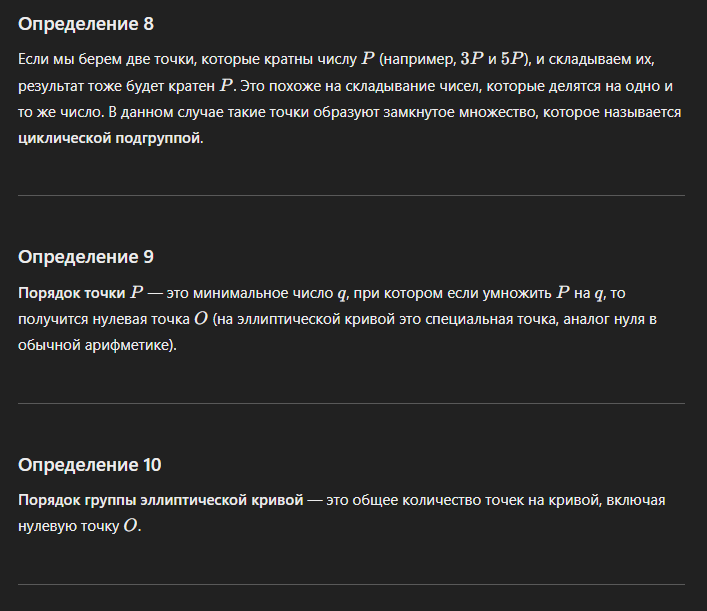 Определение 8
Если мы берем две точки, которые кратны числу P (например, 3P и 5P), и складываем их,
результат тоже будет кратен P. Это похоже на складывание чисел, которые делятся на одно и
то же число. В данном случае такие точки образуют замкнутое множество, которое называется
циклической подгруппой.
Определение 9
Порядок точки P — это минимальное число q, при котором если умножить P на q, то
получится нулевая точка O (на эллиптической кривой это специальная точка, аналог нуля в
обычной арифметике).
Определение 10
Порядок группы эллиптической кривой — это общее количество точек на кривой, включая
нулевую точку O.